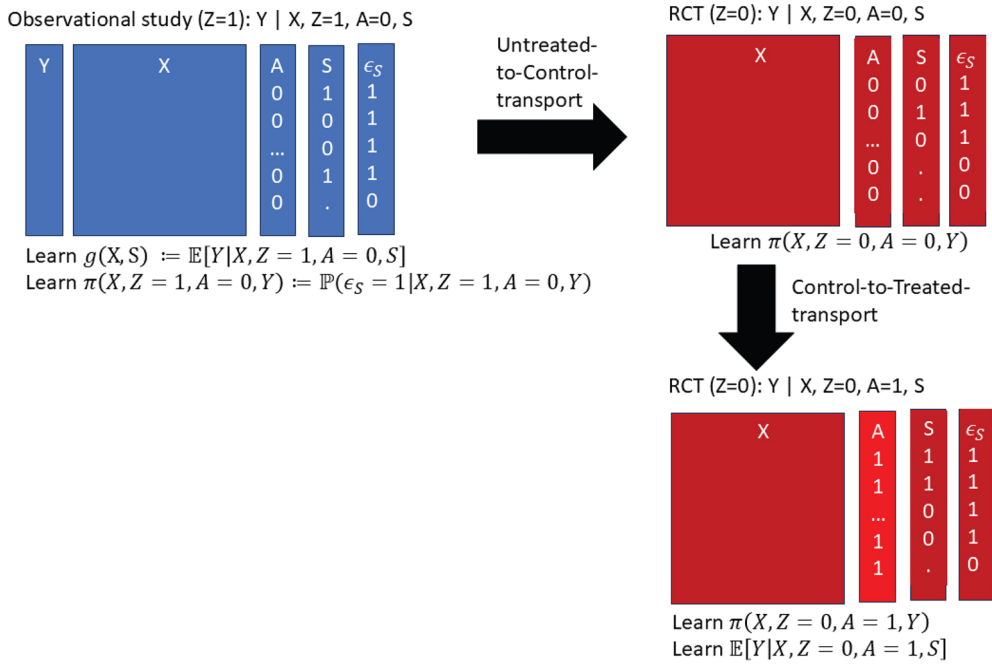 Observational study (Z=1): Y | X, Z=1, A=0, S
Y X A S ϵ_S
0 1 1
0 0 1
... 0 1
0 1 1
0 . 0
Learn g(X, S) := 𝔼[Y|X, Z = 1, A = 0, S]
Learn π(X, Z = 1, A = 0, Y) := ℙ(ϵ_S = 1|X, Z = 1, A = 0, Y)
Untreated-
to-Control-
transport
RCT (Z=0): Y | X, Z=0, A=0, S
X A S ϵ_S
0 0 1
0 1 1
... 0 1
0 . 0
0 . 0
Learn π(X, Z = 0, A = 0, Y)
Control-to-Treated-
transport
RCT (Z=0): Y | X, Z=0, A=1, S
X A S ϵ_S
1 1 1
1 1 1
... 0 1
1 0 1
1 . 0
Learn π(X, Z = 0, A = 1, Y)
Learn 𝔼[Y|X, Z = 0, A = 1, S]